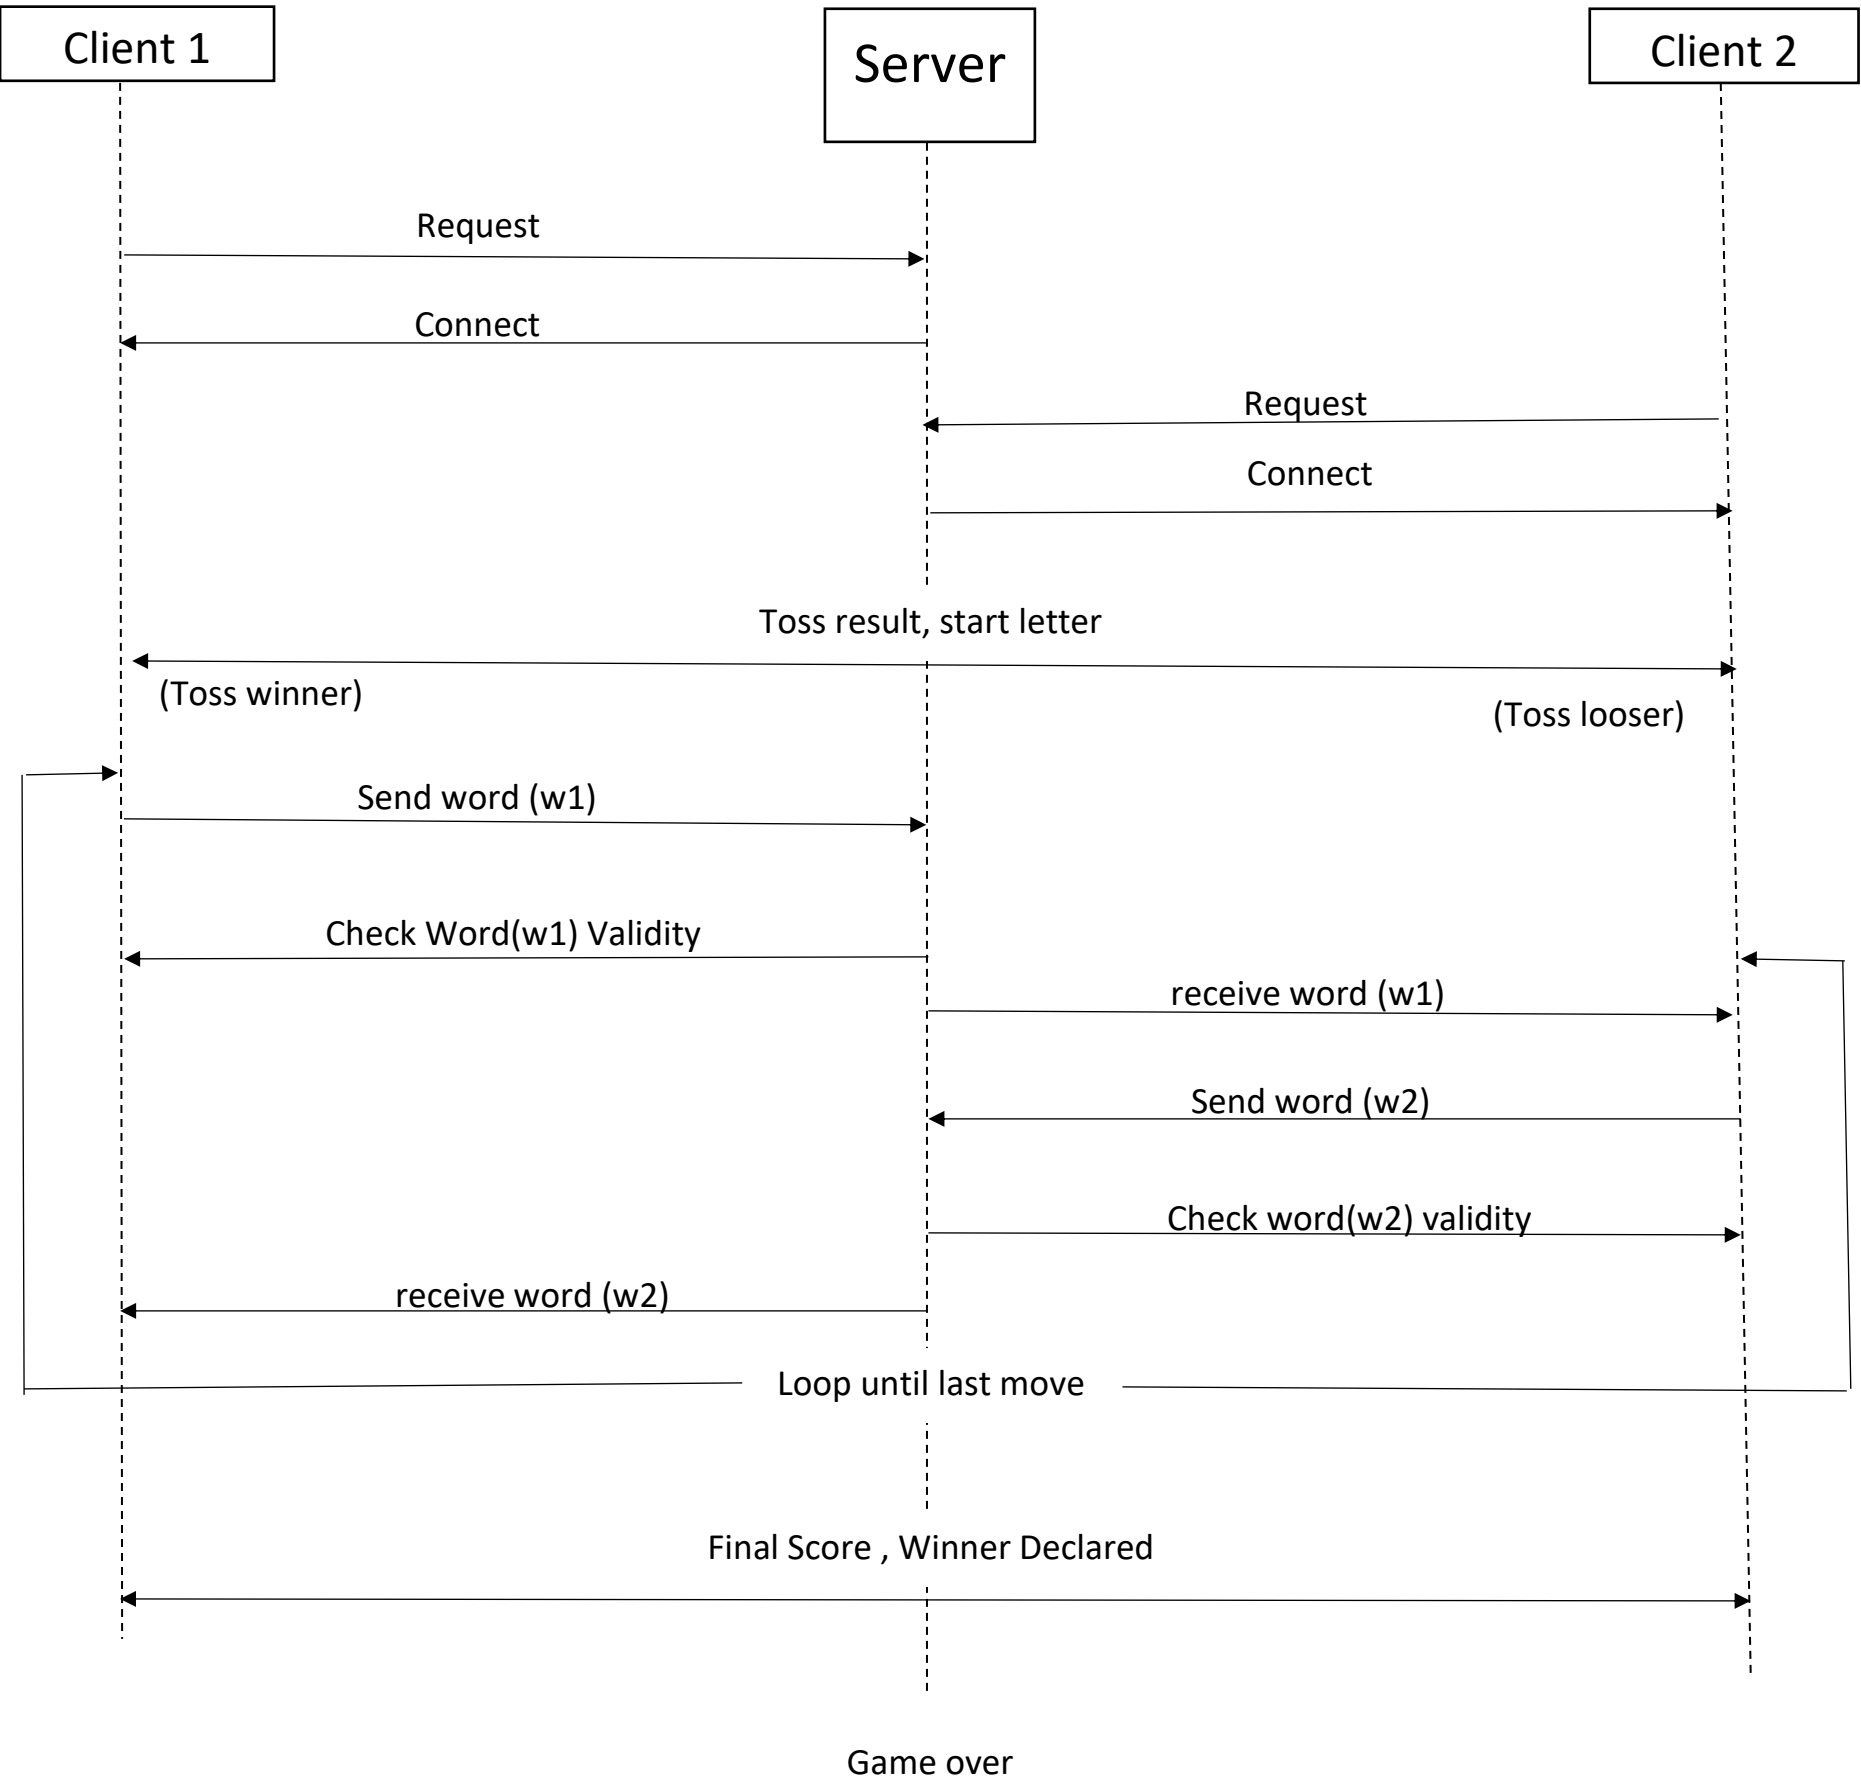 Client 1
Server
Client 2
Request
Connect
Request
Connect
Toss result, start letter
(Toss winner)
(Toss looser)
Send word (w1)
Check Word(w1) Validity
receive word (w1)
Send word (w2)
Check word(w2) validity
receive word (w2)
Loop until last move
Final Score , Winner Declared
Game over